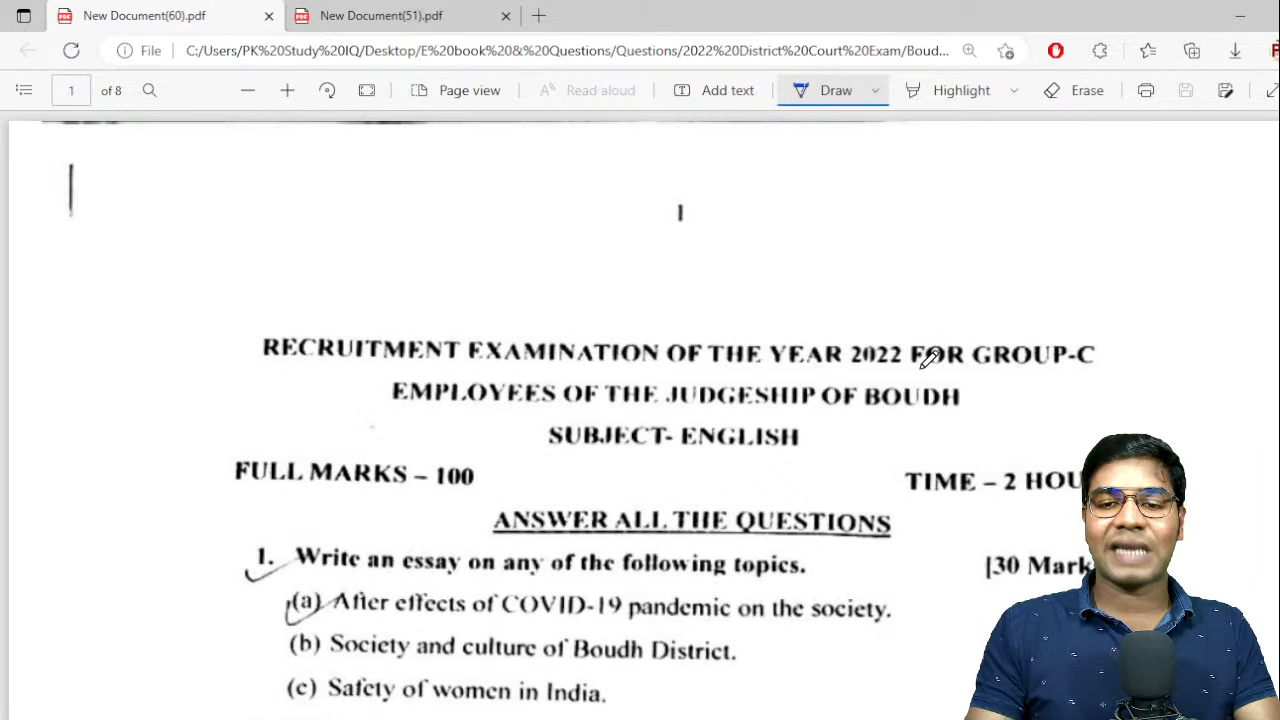 New Document(60).pdf
New Document(51).pdf
File C:/Users/PK%20Study%20IQ/Desktop/E%20book%20&%20Questions/Questions/2022%20District%20Court%20Exam/Boud...
1 of 8
Page view
Read aloud
Add text
Draw
Highlight
Erase
1
RECRUITMENT EXAMINATION OF THE YEAR 2022 FOR GROUP-C
EMPLOYEES OF THE JUDGESHIP OF BOUDH
SUBJECT- ENGLISH
FULL MARKS – 100
TIME – 2 HOU
ANSWER ALL THE QUESTIONS
1. Write an essay on any of the following topics. [30 Mark
(a) After effects of COVID-19 pandemic on the society.
(b) Society and culture of Boudh District.
(c) Safety of women in India.